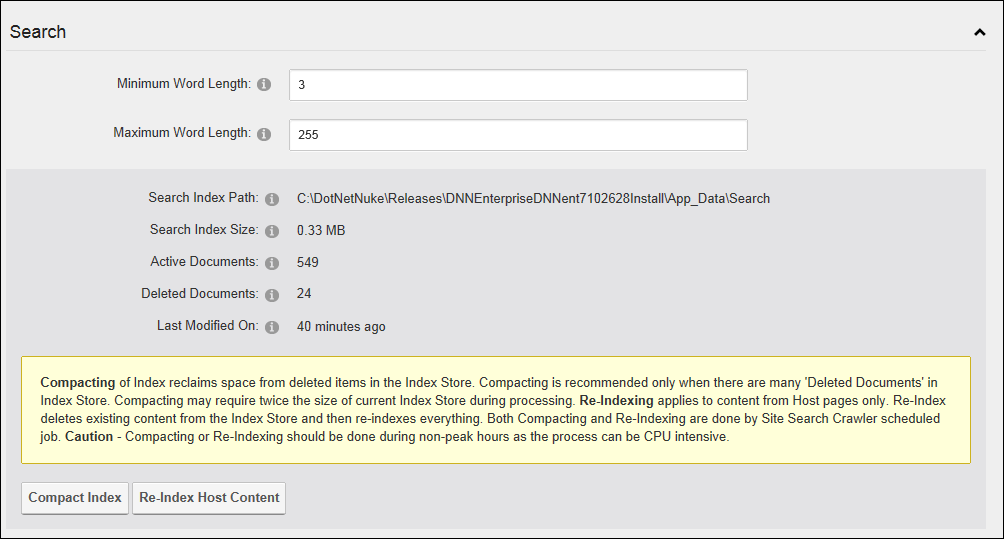 Search
Minimum Word Length: 3
Maximum Word Length: 255
Search Index Path: C:\DotNetNuke\Releases\DNNEnterpriseDNNent7102628Install\App_Data\Search
Search Index Size: 0.33 MB
Active Documents: 549
Deleted Documents: 24
Last Modified On: 40 minutes ago
Compacting of Index reclaims space from deleted items in the Index Store. Compacting is recommended only when there are many 'Deleted Documents' in
Index Store. Compacting may require twice the size of current Index Store during processing. Re-Indexing applies to content from Host pages only. Re-Index
deletes existing content from the Index Store and then re-indexes everything. Both Compacting and Re-Indexing are done by Site Search Crawler scheduled
job. Caution - Compacting or Re-Indexing should be done during non-peak hours as the process can be CPU intensive.
Compact Index Re-Index Host Content